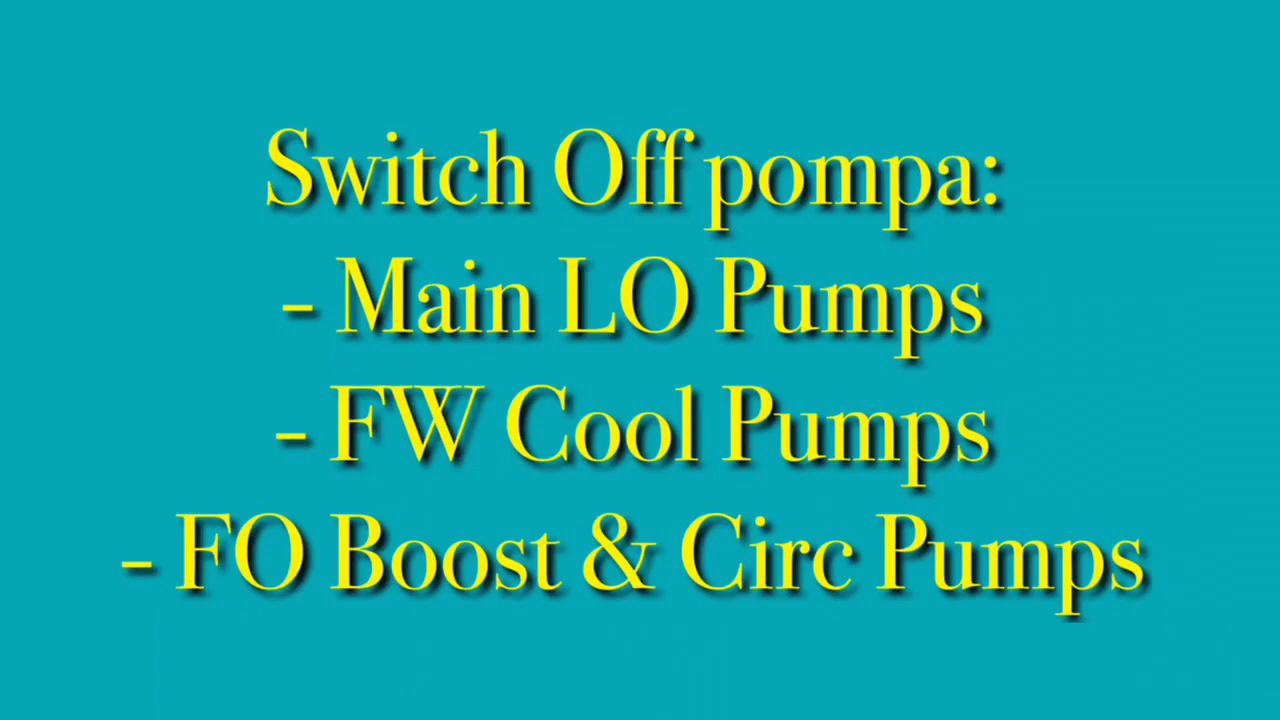 Switch Off pompa:
- Main LO Pumps
- FW Cool Pumps
- FO Boost & Circ Pumps